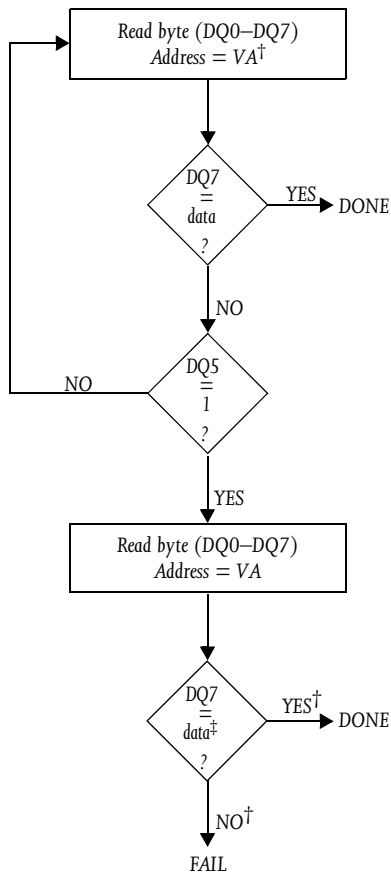 Read byte (DQ0–DQ7)
Address = VA†
DQ7
=
data
?
YES
DONE
NO
DQ5
=
1
?
NO
YES
Read byte (DQ0–DQ7)
Address = VA
DQ7
=
data‡
?
YES†
DONE
NO†
FAIL